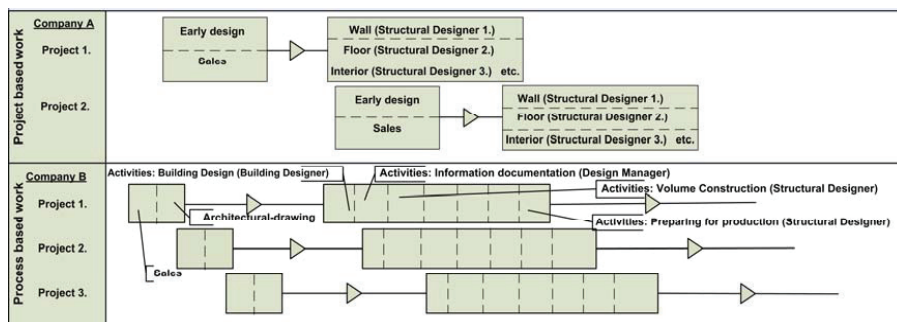 Project based work
Company A
Project 1.
Early design
Sales
Wall (Structural Designer 1.)
Floor (Structural Designer 2.)
Interior (Structural Designer 3.) etc.
Project 2.
Early design
Sales
Wall (Structural Designer 1.)
Floor (Structural Designer 2.)
Interior (Structural Designer 3.) etc.
Process based work
Company B
Activities: Building Design (Building Designer)
Activities: Information documentation (Design Manager)
Activities: Volume Construction (Structural Designer)
Project 1.
Architectural-drawing
Activities: Preparing for production (Structural Designer)
Project 2.
Sales
Project 3.